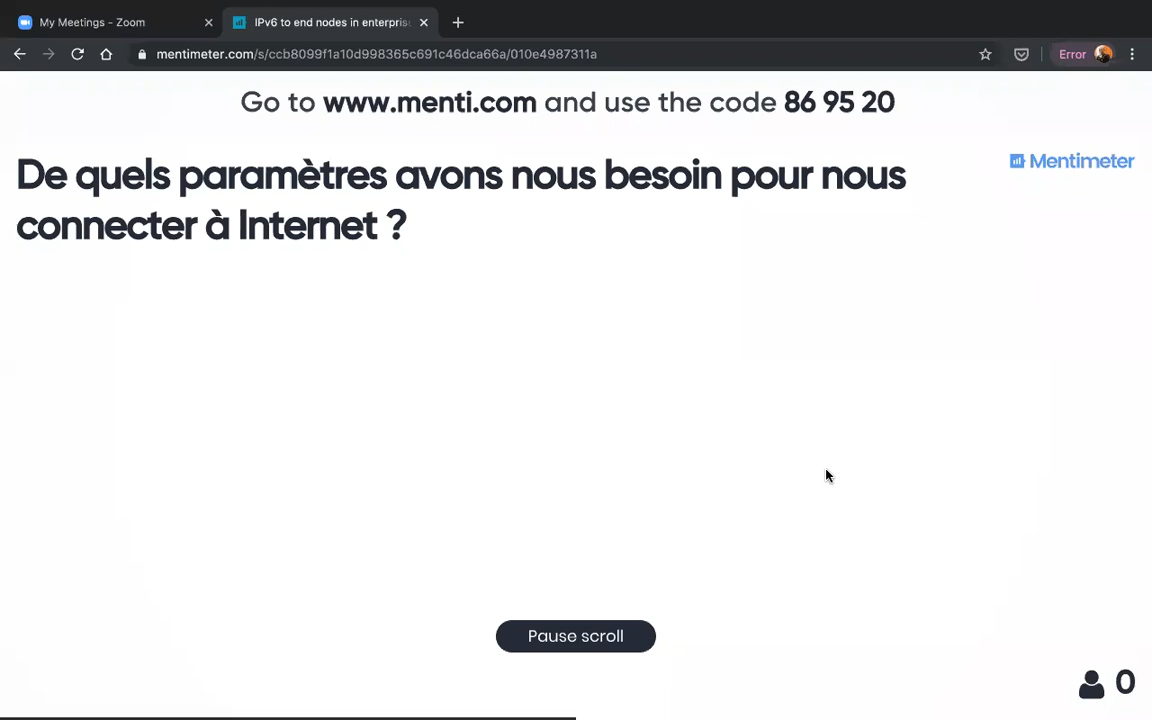 My Meetings - Zoom
IPv6 to end nodes in enterpris
mentimeter.com/s/ccb8099f1a10d998365c691c46dca66a/010e4987311a
Error
Go to www.menti.com and use the code 86 95 20
Mentimeter
De quels paramètres avons nous besoin pour nous
connecter à Internet ?
Pause scroll
0